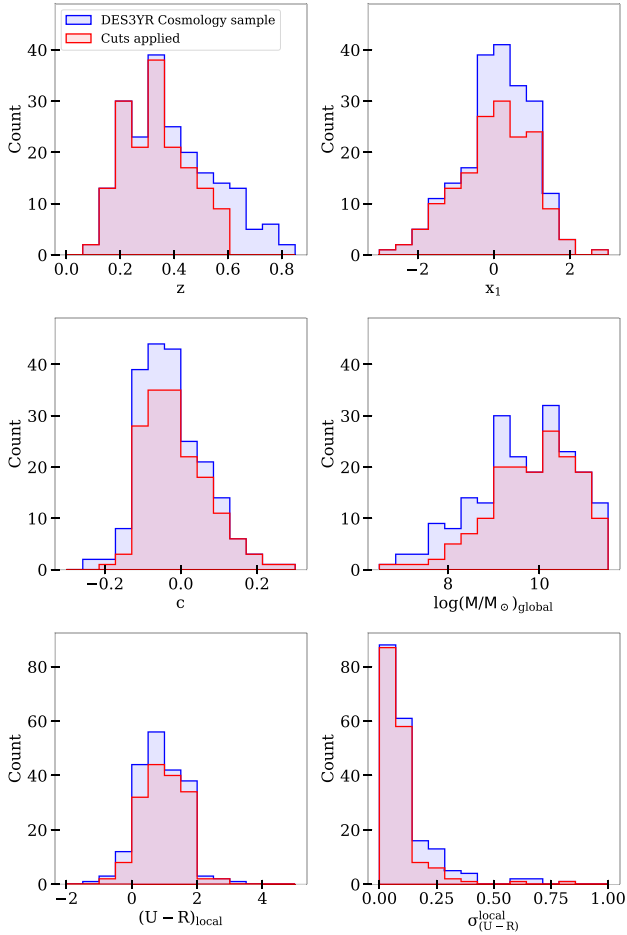 DES3YR Cosmology sample
Cuts applied
Count
0
10
20
30
40
0.0 0.2 0.4 0.6 0.8
z
Count
0
10
20
30
40
−2 0 2
x₁
Count
0
10
20
30
40
−0.2 0.0 0.2
c
Count
0
10
20
30
40
8 10
log(M/M☉)global
Count
0
20
40
60
80
−2 0 2 4
(U − R)local
Count
0
20
40
60
80
0.00 0.25 0.50 0.75 1.00
σ^local_(U−R)